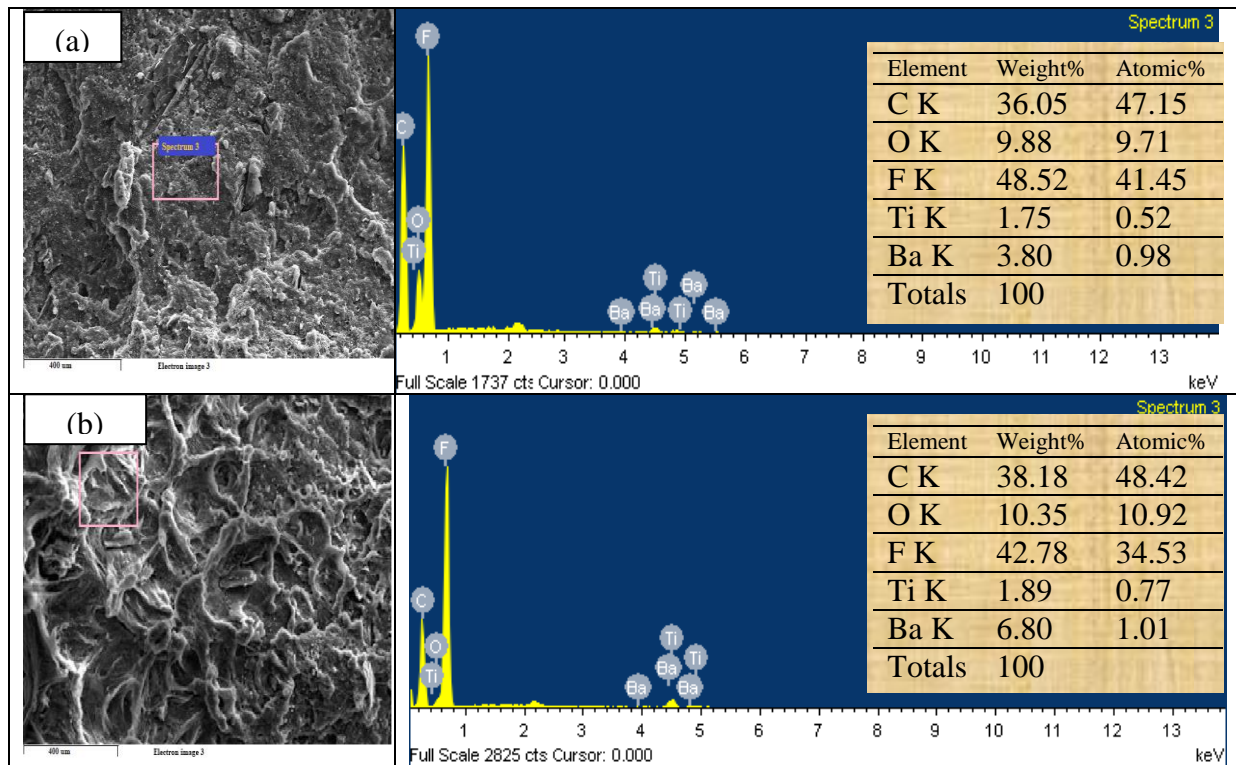 (a)
Spectrum 3
400 um
Electron image 3
Spectrum 3
F
C
O
Ti
Ti
Ba
Ba
Ba
Ti
Ba
1 2 3 4 5 6 7 8 9 10 11 12 13
Full Scale 1737 cts Cursor: 0.000
keV
Element Weight% Atomic%
C K 36.05 47.15
O K 9.88 9.71
F K 48.52 41.45
Ti K 1.75 0.52
Ba K 3.80 0.98
Totals 100
(b)
400 um
Electron image 3
Spectrum 3
F
C
O
Ti
Ti
Ba
Ti
Ba
Ba
1 2 3 4 5 6 7 8 9 10 11 12 13
Full Scale 2825 cts Cursor: 0.000
keV
Element Weight% Atomic%
C K 38.18 48.42
O K 10.35 10.92
F K 42.78 34.53
Ti K 1.89 0.77
Ba K 6.80 1.01
Totals 100